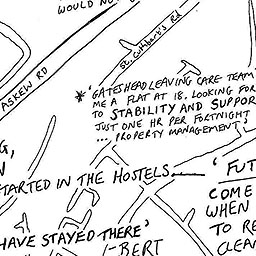 WOULD NO
St. Cuthbert's Rd
ASKEW RD
* 'GATESHEAD LEAVING CARE TEAM
ME A FLAT AT 18. LOOKING FOR
TO STABILITY AND SUPPOR
JUST ONE HR PER FORTNIGHT
... PROPERTY MANAGEMENT'
G,
N
STARTED IN THE HOSTELS.
'FUT
COME
WHEN
TO RE
CLEAN
HAVE STAYED THERE'
-BERT